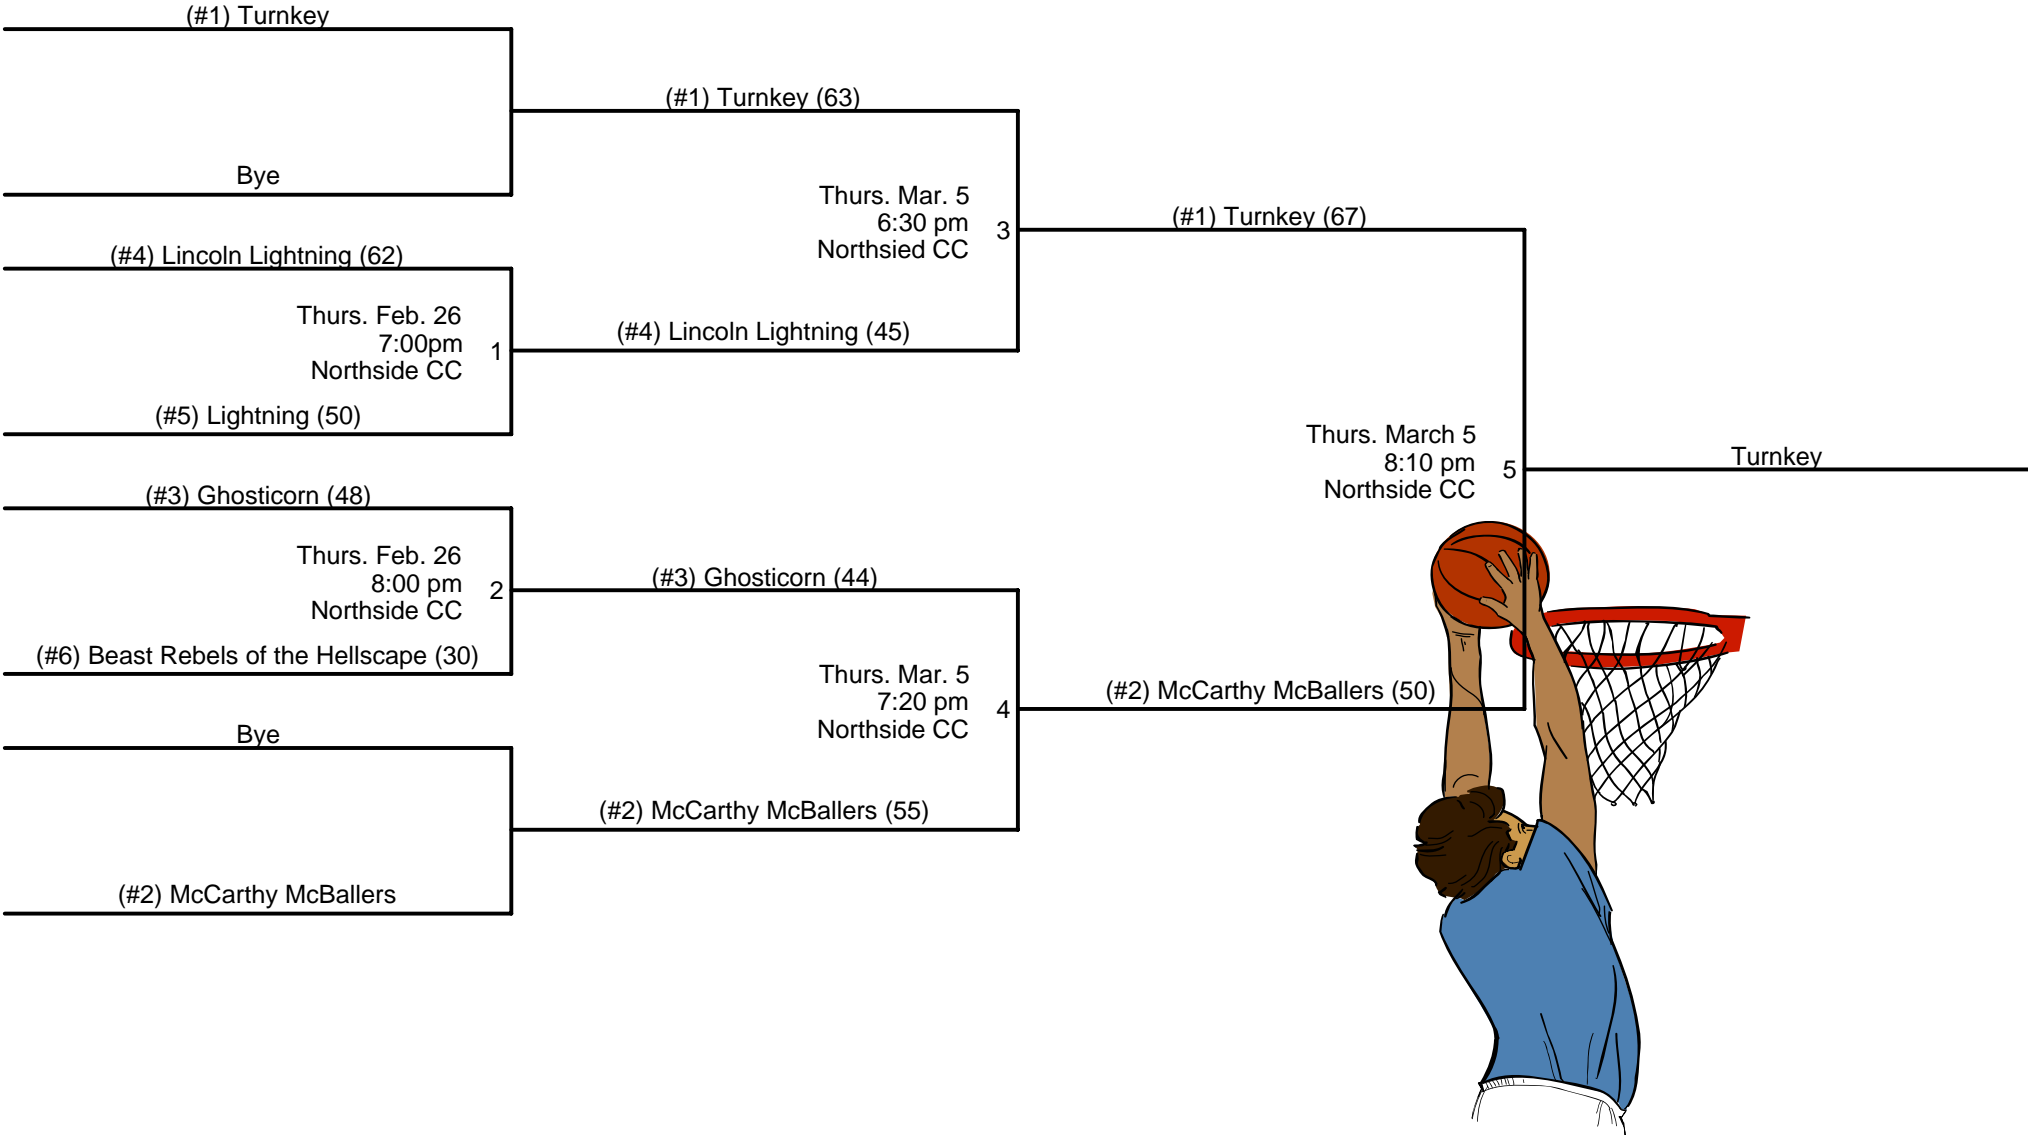 (#1) Turnkey
(#1) Turnkey (63)
Bye
Thurs. Mar. 5
6:30 pm
Northsied CC
3
(#1) Turnkey (67)
(#4) Lincoln Lightning (62)
Thurs. Feb. 26
7:00pm
Northside CC
1
(#4) Lincoln Lightning (45)
(#5) Lightning (50)
Thurs. March 5
8:10 pm
Northside CC
5
Turnkey
(#3) Ghosticorn (48)
Thurs. Feb. 26
8:00 pm
Northside CC
2
(#3) Ghosticorn (44)
(#6) Beast Rebels of the Hellscape (30)
Thurs. Mar. 5
7:20 pm
Northside CC
4
(#2) McCarthy McBallers (50)
Bye
(#2) McCarthy McBallers (55)
(#2) McCarthy McBallers